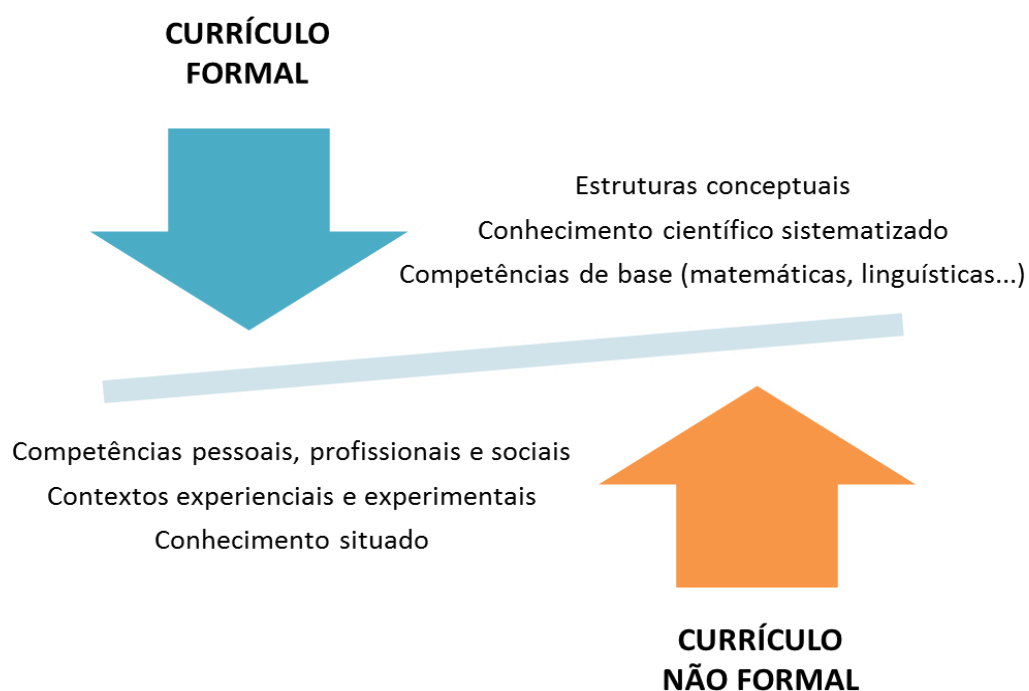 CURRÍCULO
FORMAL
Estruturas conceptuais
Conhecimento científico sistematizado
Competências de base (matemáticas, linguísticas...)
Competências pessoais, profissionais e sociais
Contextos experienciais e experimentais
Conhecimento situado
CURRÍCULO
NÃO FORMAL